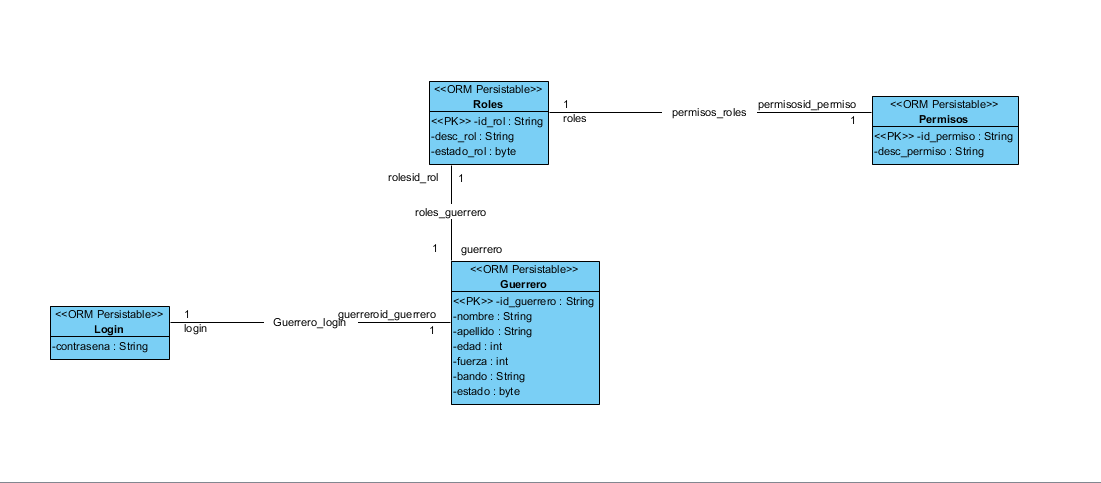 <<ORM Persistable>>
Roles
<<PK>> -id_rol : String
-desc_rol : String
-estado_rol : byte
1
roles
permisos_roles
permisosid_permiso
1
<<ORM Persistable>>
Permisos
<<PK>> -id_permiso : String
-desc_permiso : String
rolesid_rol
1
roles_guerrero
1
guerrero
<<ORM Persistable>>
Guerrero
<<PK>> -id_guerrero : String
-nombre : String
-apellido : String
-edad : int
-fuerza : int
-bando : String
-estado : byte
<<ORM Persistable>>
Login
-contrasena : String
1
login
Guerrero_login
guerreroid_guerrero
1